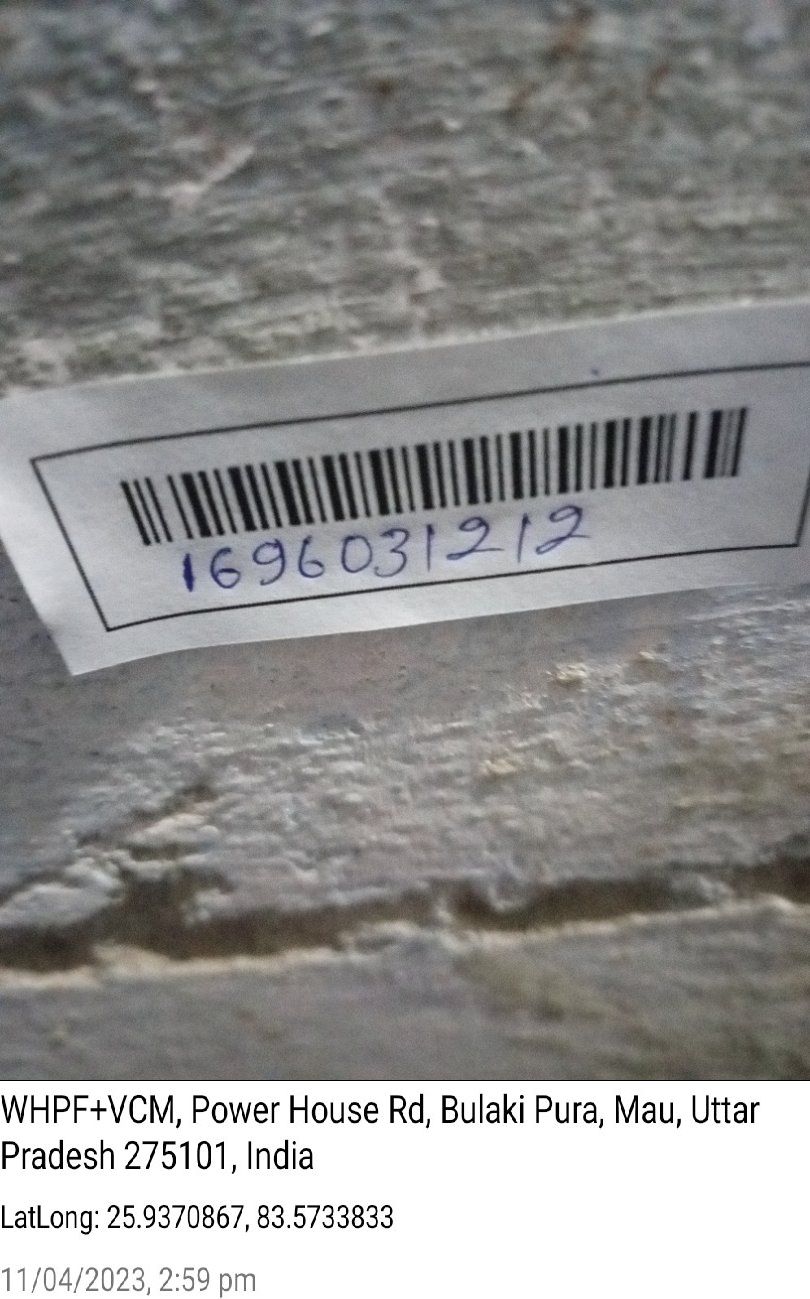 1696031212
WHPF+VCM, Power House Rd, Bulaki Pura, Mau, Uttar
Pradesh 275101, India
LatLong: 25.9370867, 83.5733833
11/04/2023, 2:59 pm